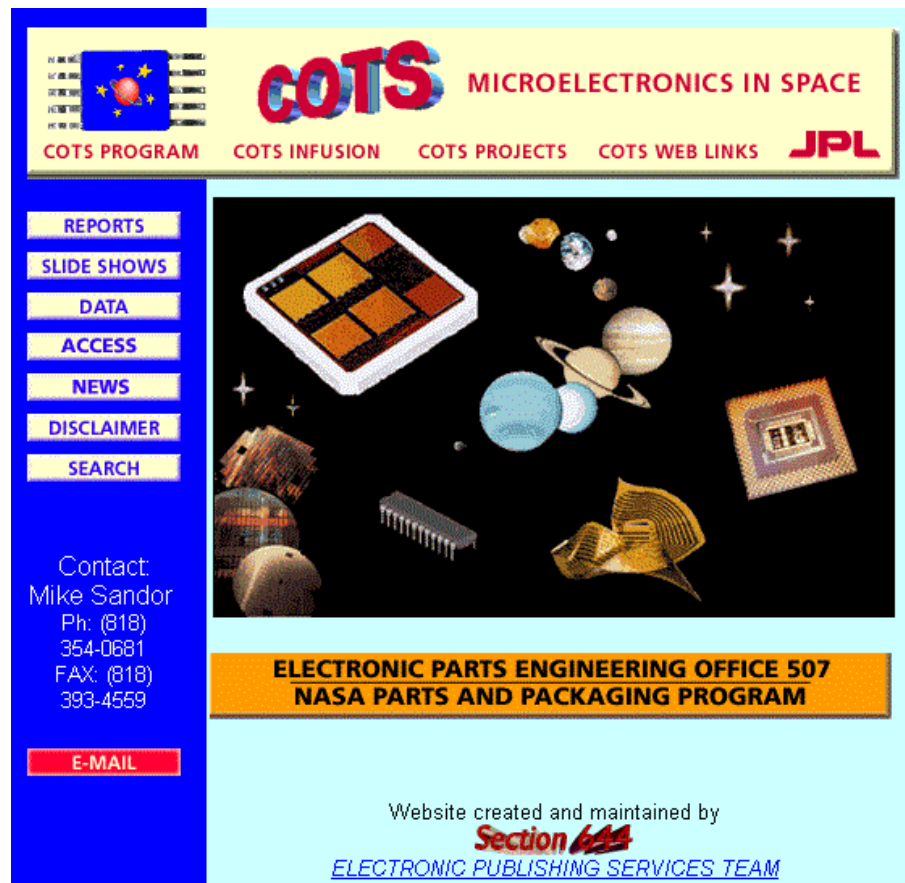 COTS MICROELECTRONICS IN SPACE
COTS PROGRAM COTS INFUSION COTS PROJECTS COTS WEB LINKS JPL
REPORTS
SLIDE SHOWS
DATA
ACCESS
NEWS
DISCLAIMER
SEARCH
Contact:
Mike Sandor
Ph: (818)
354-0681
FAX: (818)
393-4559
E-MAIL
ELECTRONIC PARTS ENGINEERING OFFICE 507
NASA PARTS AND PACKAGING PROGRAM
Website created and maintained by
Section 644
ELECTRONIC PUBLISHING SERVICES TEAM